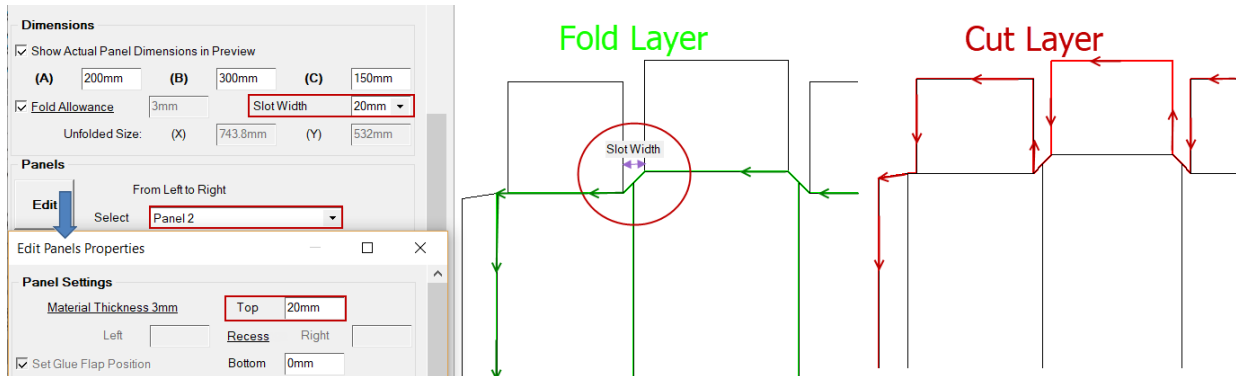 Dimensions
Show Actual Panel Dimensions in Preview
(A) 200mm (B) 300mm (C) 150mm
Fold Allowance 3mm Slot Width 20mm
Unfolded Size: (X) 743.8mm (Y) 532mm
Panels
From Left to Right
Edit
Select Panel 2
Edit Panels Properties
Panel Settings
Material Thickness 3mm Top 20mm
Left Recess Right
Set Glue Flap Position Bottom 0mm
Fold Layer
Slot Width
Cut Layer